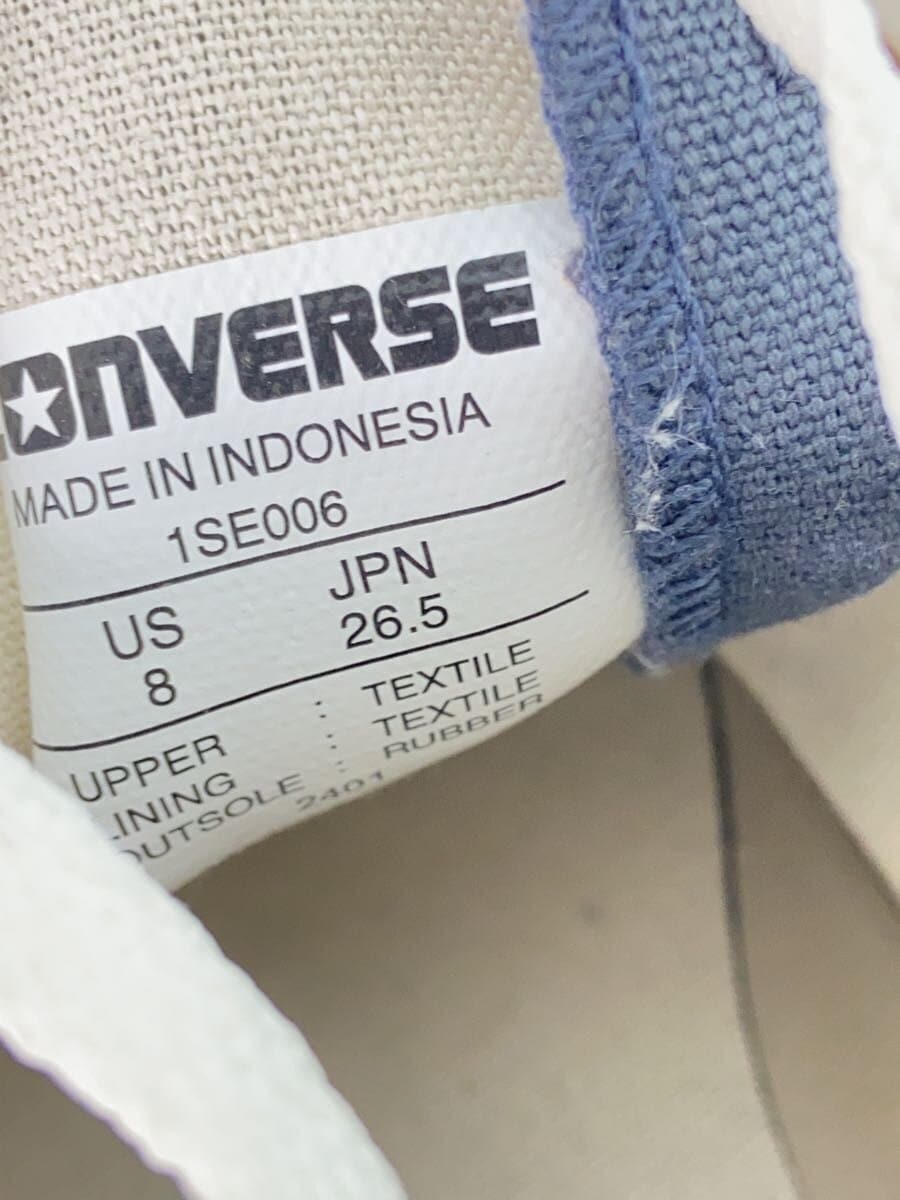 CONVERSE
MADE IN INDONESIA
1SE006
US JPN
8 26.5
UPPER : TEXTILE
LINING : TEXTILE
OUTSOLE : RUBBER
2401